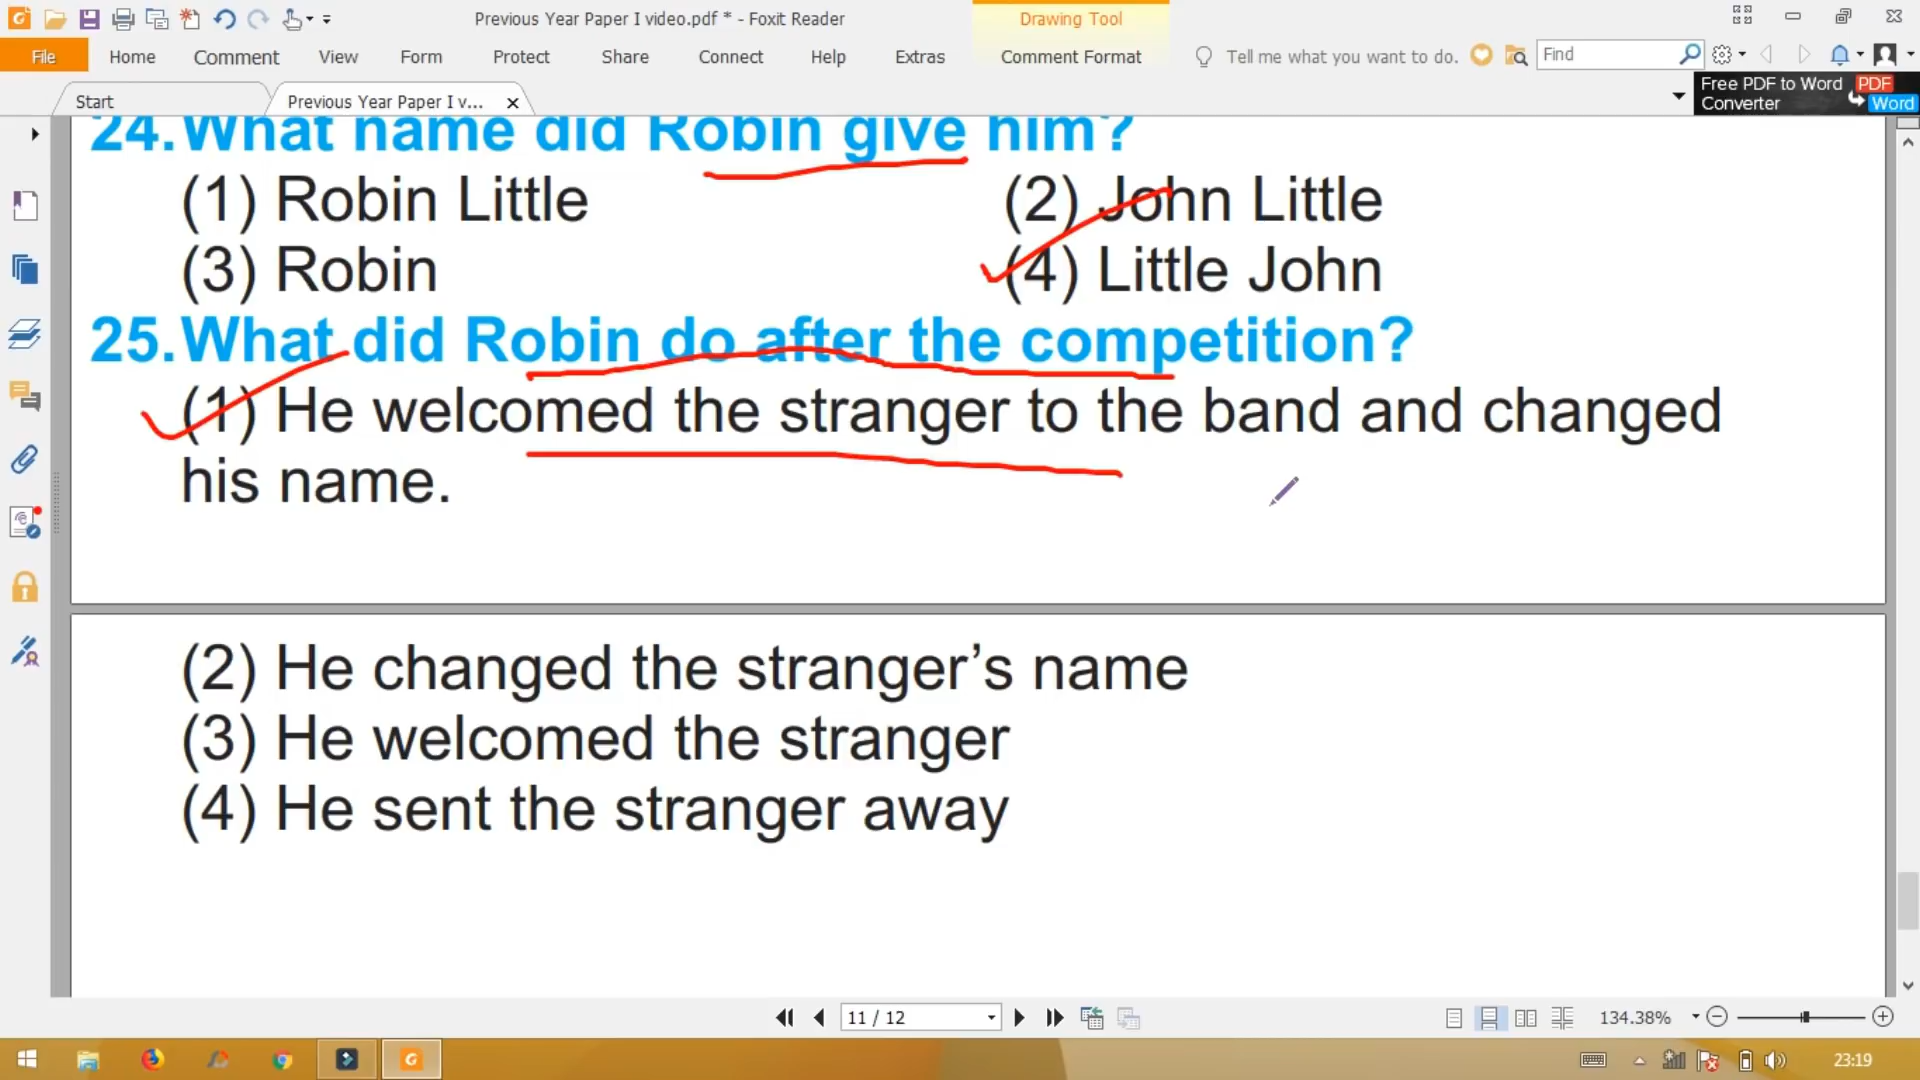 Previous Year Paper I video.pdf * - Foxit Reader
Drawing Tool
File
Home
Comment
View
Form
Protect
Share
Connect
Help
Extras
Comment Format
Tell me what you want to do.
Find
Start
Previous Year Paper I v...
Free PDF to Word
Converter
PDF
Word
24. What name did Robin give him?
(1) Robin Little
(2) John Little
(3) Robin
(4) Little John
25. What did Robin do after the competition?
(1) He welcomed the stranger to the band and changed
his name.
(2) He changed the stranger’s name
(3) He welcomed the stranger
(4) He sent the stranger away
11 / 12
134.38%
23:19